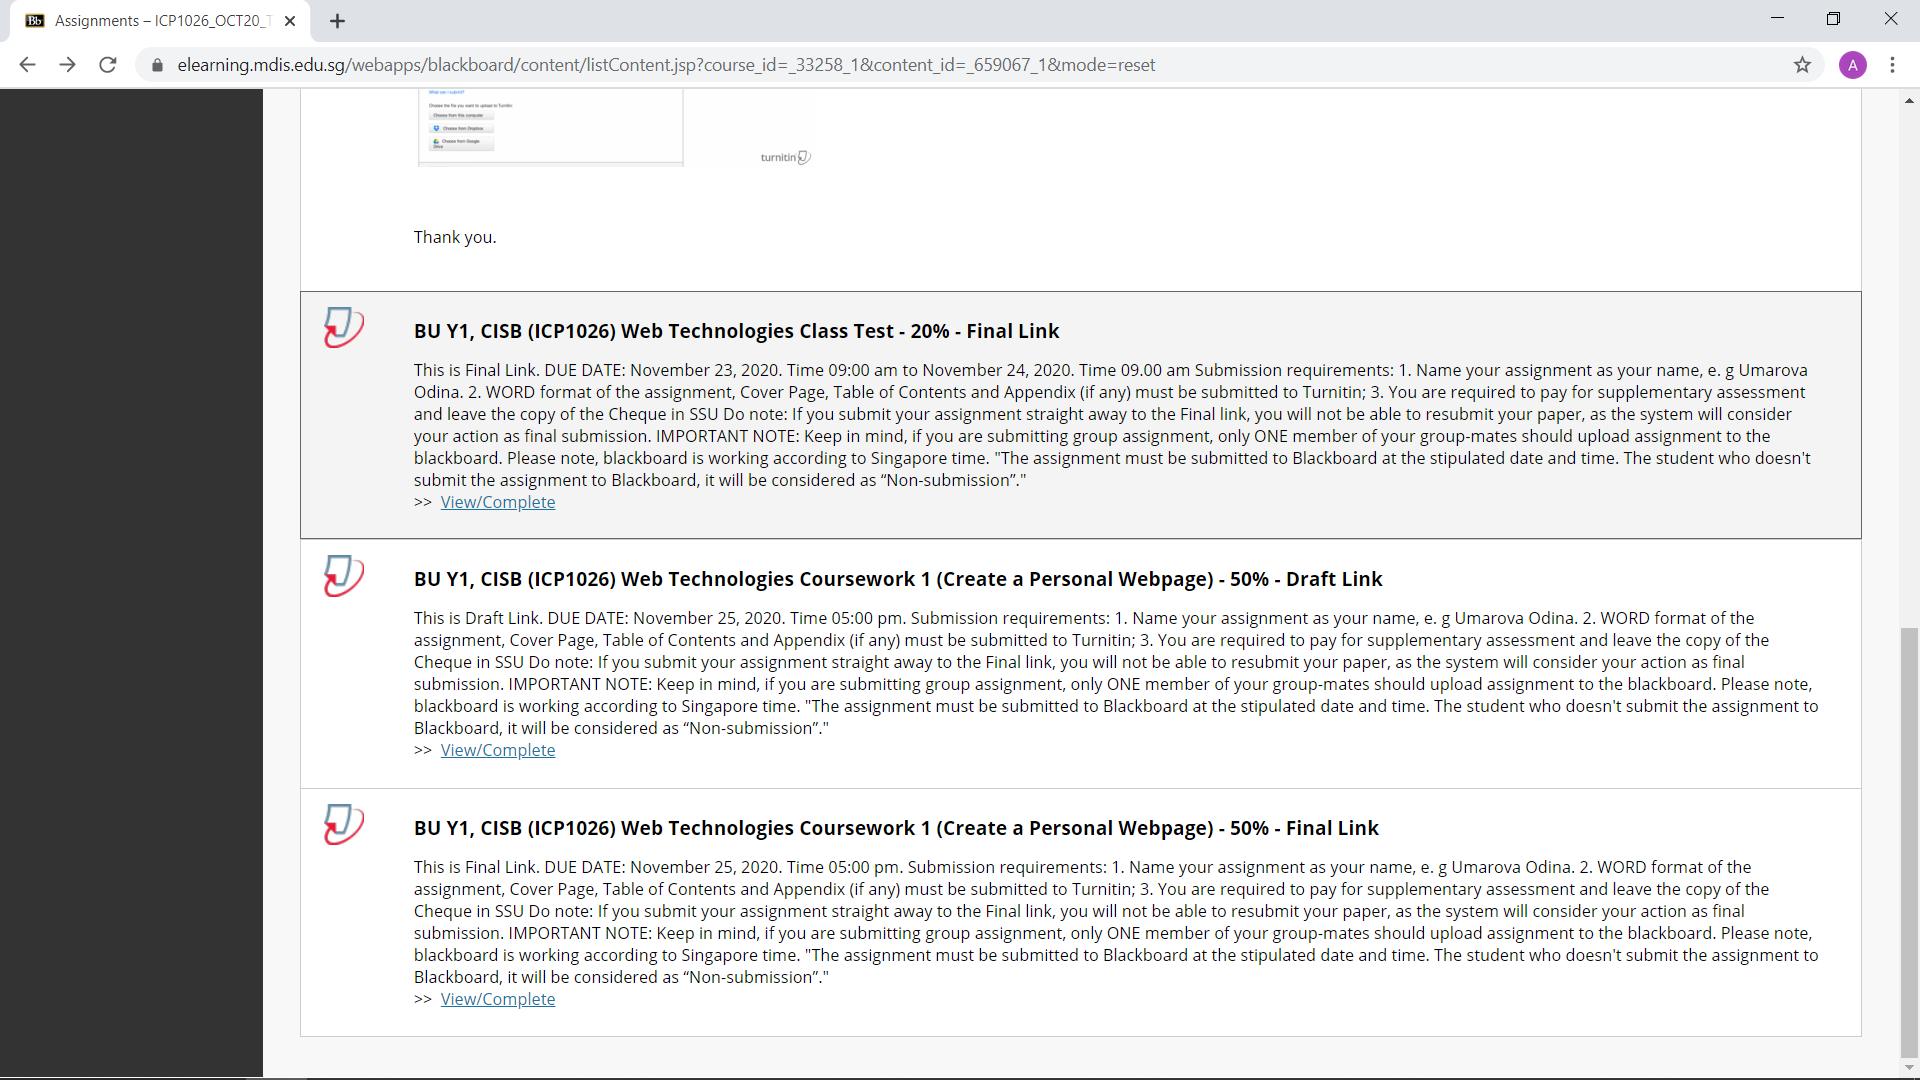 Assignments – ICP1026_OCT20_T
elearning.mdis.edu.sg/webapps/blackboard/content/listContent.jsp?course_id=_33258_1&content_id=_659067_1&mode=reset
A
What can I submit?
Choose the file you want to upload to Turnitin:
Choose from this computer
Choose from Dropbox
Choose from Google
Drive
turnitin
Thank you.
BU Y1, CISB (ICP1026) Web Technologies Class Test - 20% - Final Link
This is Final Link. DUE DATE: November 23, 2020. Time 09:00 am to November 24, 2020. Time 09.00 am Submission requirements: 1. Name your assignment as your name, e. g Umarova
Odina. 2. WORD format of the assignment, Cover Page, Table of Contents and Appendix (if any) must be submitted to Turnitin; 3. You are required to pay for supplementary assessment
and leave the copy of the Cheque in SSU Do note: If you submit your assignment straight away to the Final link, you will not be able to resubmit your paper, as the system will consider
your action as final submission. IMPORTANT NOTE: Keep in mind, if you are submitting group assignment, only ONE member of your group-mates should upload assignment to the
blackboard. Please note, blackboard is working according to Singapore time. "The assignment must be submitted to Blackboard at the stipulated date and time. The student who doesn't
submit the assignment to Blackboard, it will be considered as “Non-submission”."
>> View/Complete
BU Y1, CISB (ICP1026) Web Technologies Coursework 1 (Create a Personal Webpage) - 50% - Draft Link
This is Draft Link. DUE DATE: November 25, 2020. Time 05:00 pm. Submission requirements: 1. Name your assignment as your name, e. g Umarova Odina. 2. WORD format of the
assignment, Cover Page, Table of Contents and Appendix (if any) must be submitted to Turnitin; 3. You are required to pay for supplementary assessment and leave the copy of the
Cheque in SSU Do note: If you submit your assignment straight away to the Final link, you will not be able to resubmit your paper, as the system will consider your action as final
submission. IMPORTANT NOTE: Keep in mind, if you are submitting group assignment, only ONE member of your group-mates should upload assignment to the blackboard. Please note,
blackboard is working according to Singapore time. "The assignment must be submitted to Blackboard at the stipulated date and time. The student who doesn't submit the assignment to
Blackboard, it will be considered as “Non-submission”."
>> View/Complete
BU Y1, CISB (ICP1026) Web Technologies Coursework 1 (Create a Personal Webpage) - 50% - Final Link
This is Final Link. DUE DATE: November 25, 2020. Time 05:00 pm. Submission requirements: 1. Name your assignment as your name, e. g Umarova Odina. 2. WORD format of the
assignment, Cover Page, Table of Contents and Appendix (if any) must be submitted to Turnitin; 3. You are required to pay for supplementary assessment and leave the copy of the
Cheque in SSU Do note: If you submit your assignment straight away to the Final link, you will not be able to resubmit your paper, as the system will consider your action as final
submission. IMPORTANT NOTE: Keep in mind, if you are submitting group assignment, only ONE member of your group-mates should upload assignment to the blackboard. Please note,
blackboard is working according to Singapore time. "The assignment must be submitted to Blackboard at the stipulated date and time. The student who doesn't submit the assignment to
Blackboard, it will be considered as “Non-submission”."
>> View/Complete